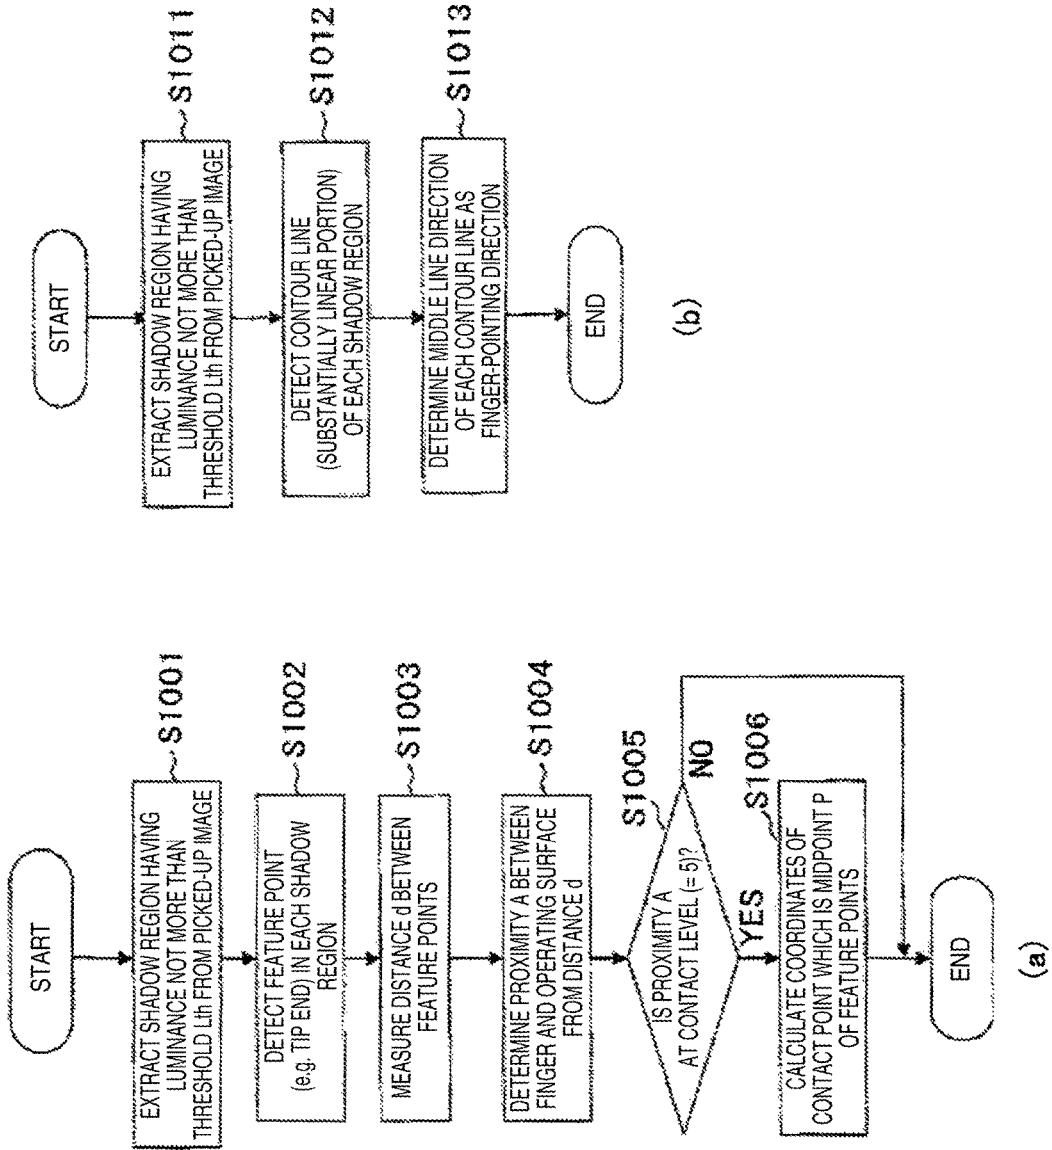 START
EXTRACT SHADOW REGION HAVING
LUMINANCE NOT MORE THAN
THRESHOLD Lth FROM PICKED-UP IMAGE
S1001
DETECT FEATURE POINT
(e.g. TIP END) IN EACH SHADOW
REGION
S1002
MEASURE DISTANCE d BETWEEN
FEATURE POINTS
S1003
DETERMINE PROXIMITY A BETWEEN
FINGER AND OPERATING SURFACE
FROM DISTANCE d
S1004
IS PROXIMITY A
AT CONTACT LEVEL (= 5)?
S1005
NO
YES
CALCULATE COORDINATES OF
CONTACT POINT WHICH IS MIDPOINT P
OF FEATURE POINTS
S1006
END
(a)
START
EXTRACT SHADOW REGION HAVING
LUMINANCE NOT MORE THAN
THRESHOLD Lth FROM PICKED-UP IMAGE
S1011
DETECT CONTOUR LINE
(SUBSTANTIALLY LINEAR PORTION)
OF EACH SHADOW REGION
S1012
DETERMINE MIDDLE LINE DIRECTION
OF EACH CONTOUR LINE AS
FINGER-POINTING DIRECTION
S1013
END
(b)